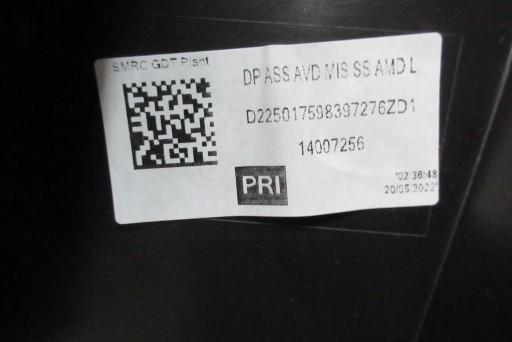 SMRC GDT Plant
DP ASS AVD MIS SS AMD L
D225017598397276ZD1
14007256
PRI
'02:36:48
20/05/2022'